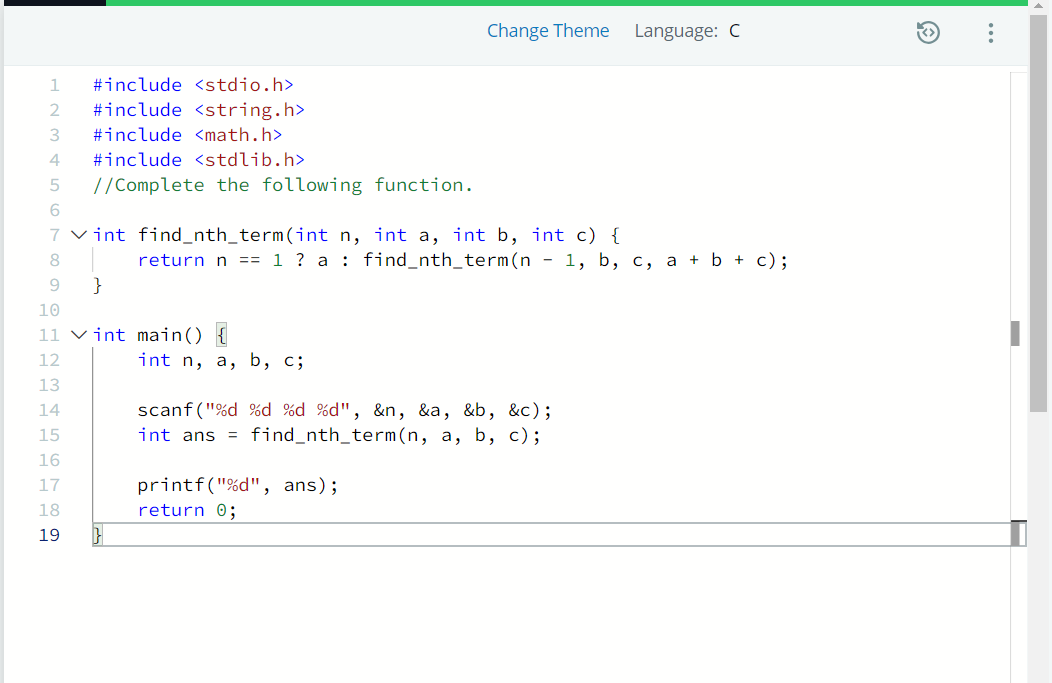 Change Theme Language: C
1 #include <stdio.h>
2 #include <string.h>
3 #include <math.h>
4 #include <stdlib.h>
5 //Complete the following function.
6
7 int find_nth_term(int n, int a, int b, int c) {
8 return n == 1 ? a : find_nth_term(n - 1, b, c, a + b + c);
9 }
10
11 int main() {
12 int n, a, b, c;
13
14 scanf("%d %d %d %d", &n, &a, &b, &c);
15 int ans = find_nth_term(n, a, b, c);
16
17 printf("%d", ans);
18 return 0;
19 }